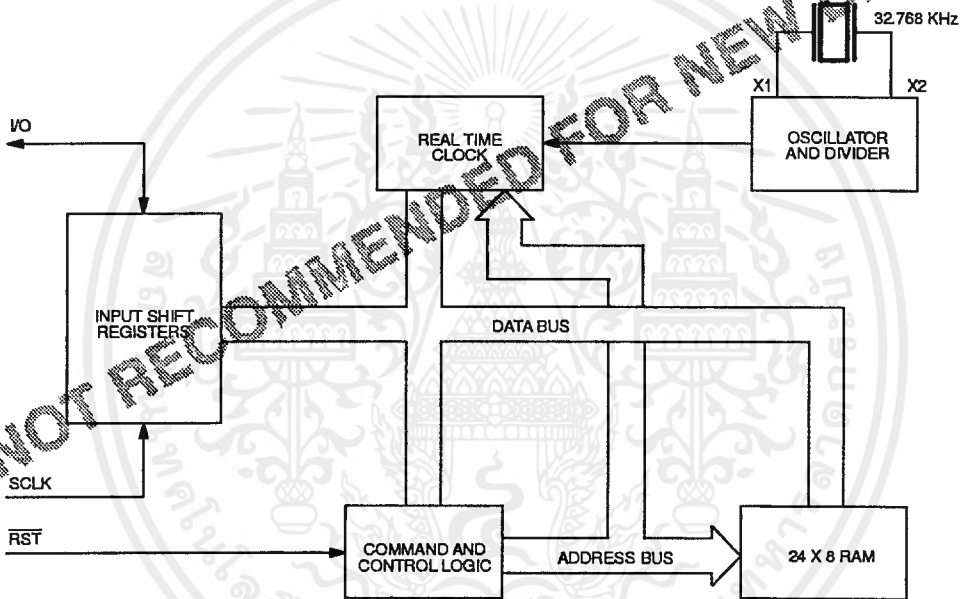 32.768 KHz
X1
X2
I/O
REAL TIME
CLOCK
OSCILLATOR
AND DIVIDER
NOT RECOMMENDED FOR NEW
INPUT SHIFT
REGISTERS
DATA BUS
SCLK
RST
COMMAND AND
CONTROL LOGIC
ADDRESS BUS
24 X 8 RAM